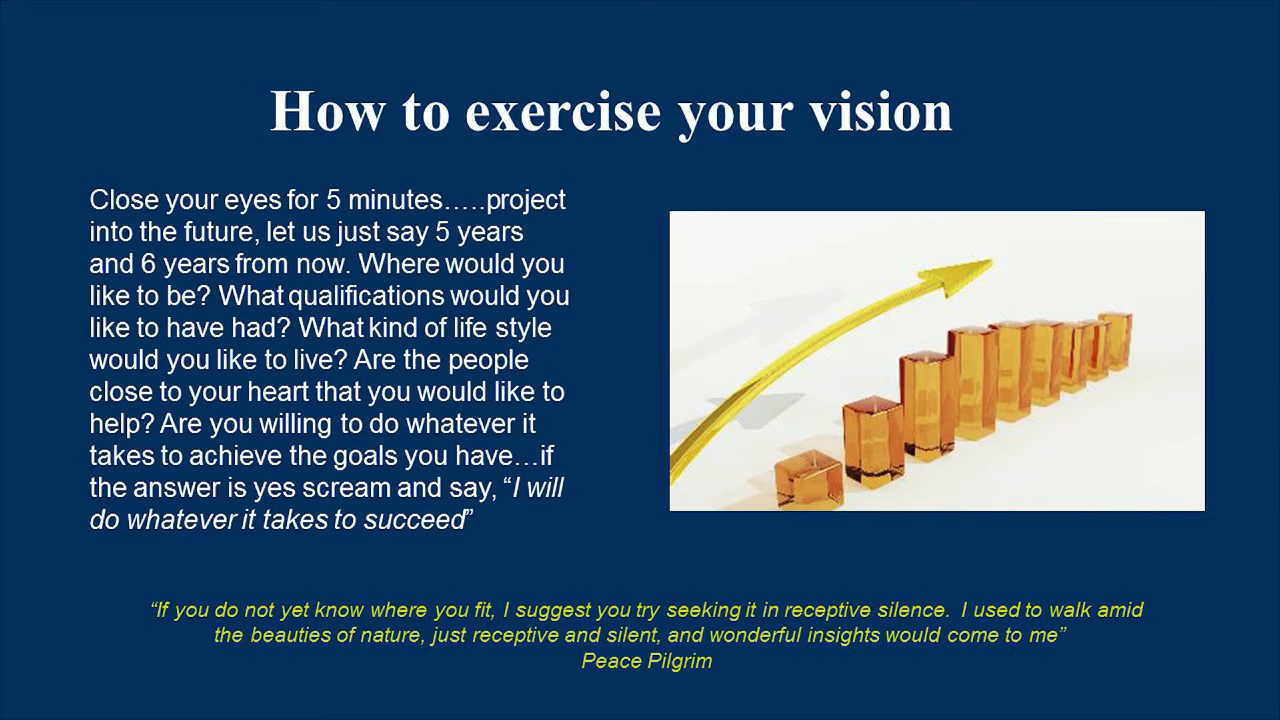 How to exercise your vision
Close your eyes for 5 minutes…..project
into the future, let us just say 5 years
and 6 years from now. Where would you
like to be? What qualifications would you
like to have had? What kind of life style
would you like to live? Are the people
close to your heart that you would like to
help? Are you willing to do whatever it
takes to achieve the goals you have…if
the answer is yes scream and say, “I will
do whatever it takes to succeed”
“If you do not yet know where you fit, I suggest you try seeking it in receptive silence. I used to walk amid
the beauties of nature, just receptive and silent, and wonderful insights would come to me”
Peace Pilgrim